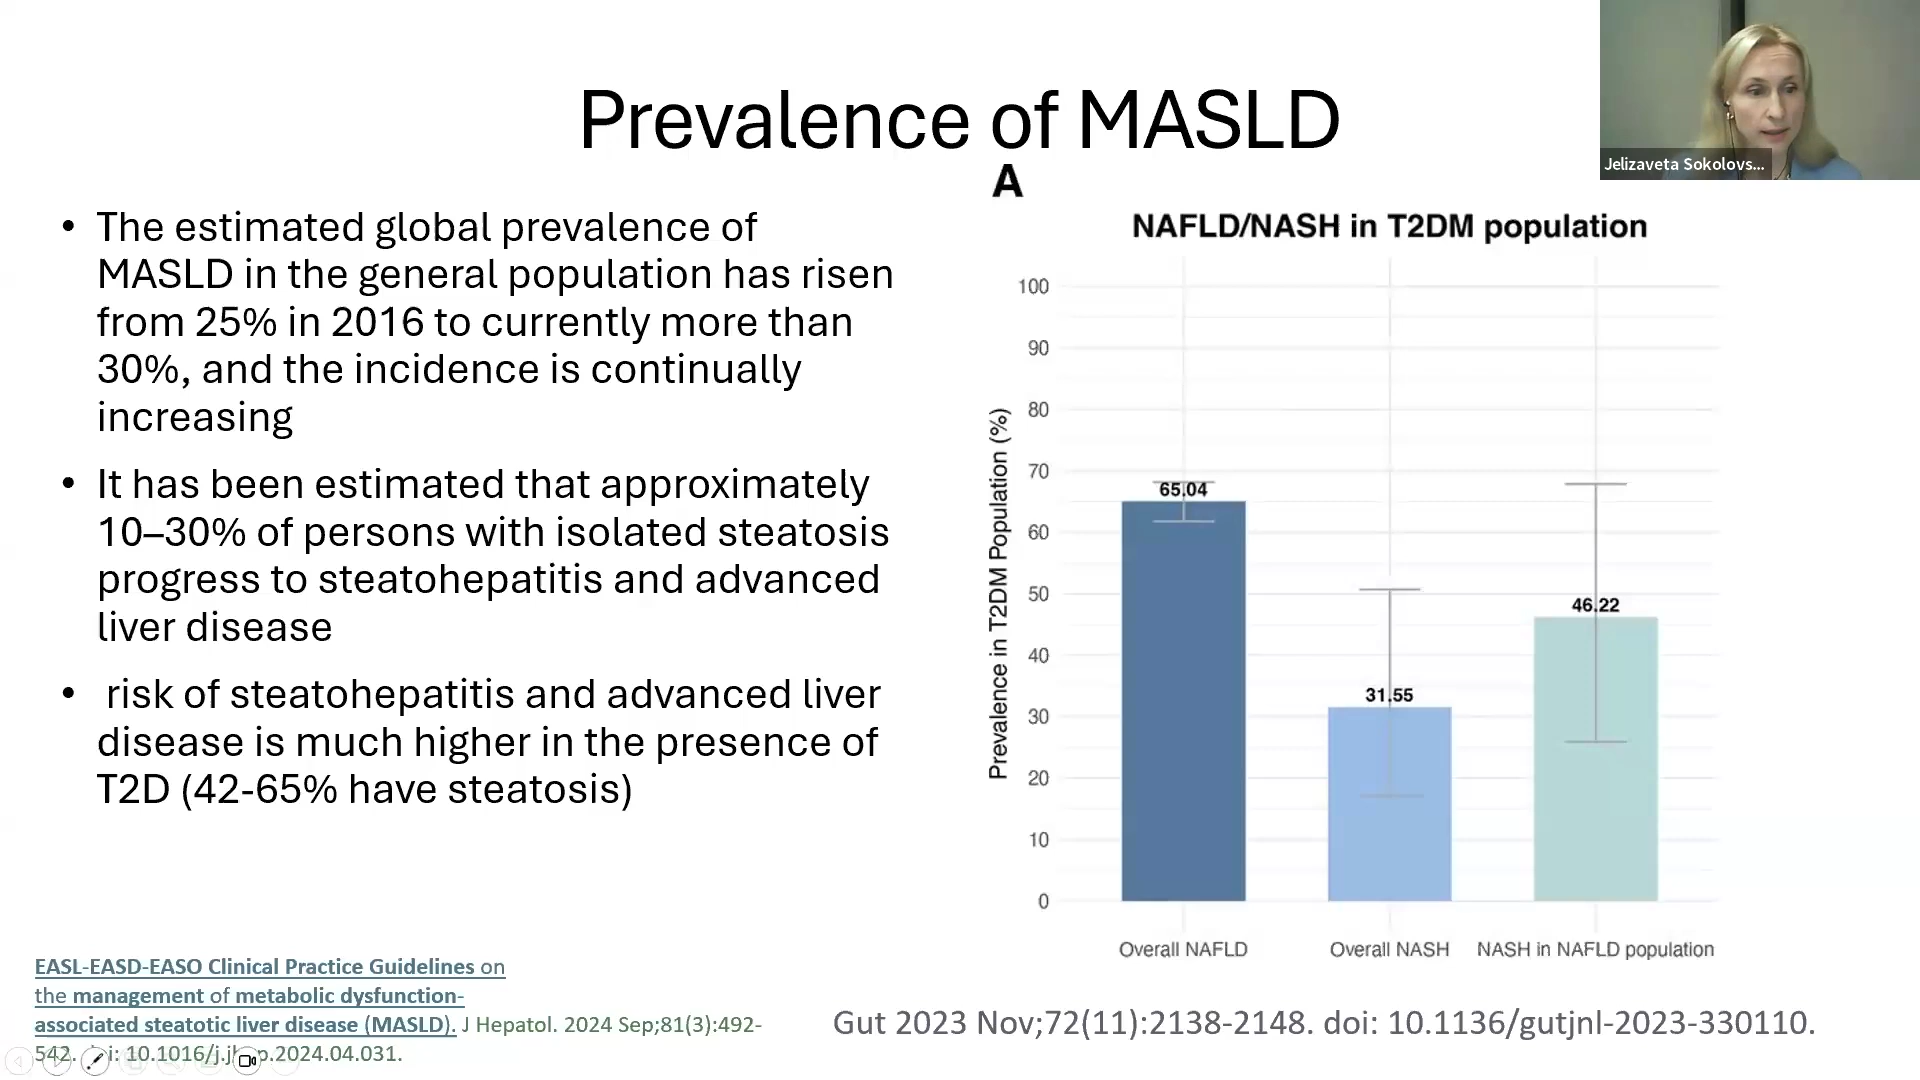 Prevalence of MASLD
Jelizaveta Sokolovs...
• The estimated global prevalence of
MASLD in the general population has risen
from 25% in 2016 to currently more than
30%, and the incidence is continually
increasing
• It has been estimated that approximately
10–30% of persons with isolated steatosis
progress to steatohepatitis and advanced
liver disease
• risk of steatohepatitis and advanced liver
disease is much higher in the presence of
T2D (42-65% have steatosis)
A
NAFLD/NASH in T2DM population
Prevalence in T2DM Population (%)
100
90
80
70
60
50
40
30
20
10
0
65.04
31.55
46.22
Overall NAFLD
Overall NASH
NASH in NAFLD population
EASL-EASD-EASO Clinical Practice Guidelines on
the management of metabolic dysfunction-
associated steatotic liver disease (MASLD). J Hepatol. 2024 Sep;81(3):492-
542. 10.1016/j.jhep.2024.04.031.
Gut 2023 Nov;72(11):2138-2148. doi: 10.1136/gutjnl-2023-330110.